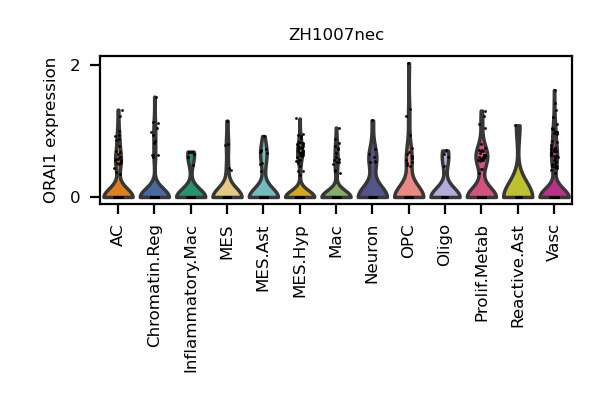 ZH1007nec
ORAI1 expression
2
0
AC
Chromatin.Reg
Inflammatory.Mac
MES
MES.Ast
MES.Hyp
Mac
Neuron
OPC
Oligo
Prolif.Metab
Reactive.Ast
Vasc